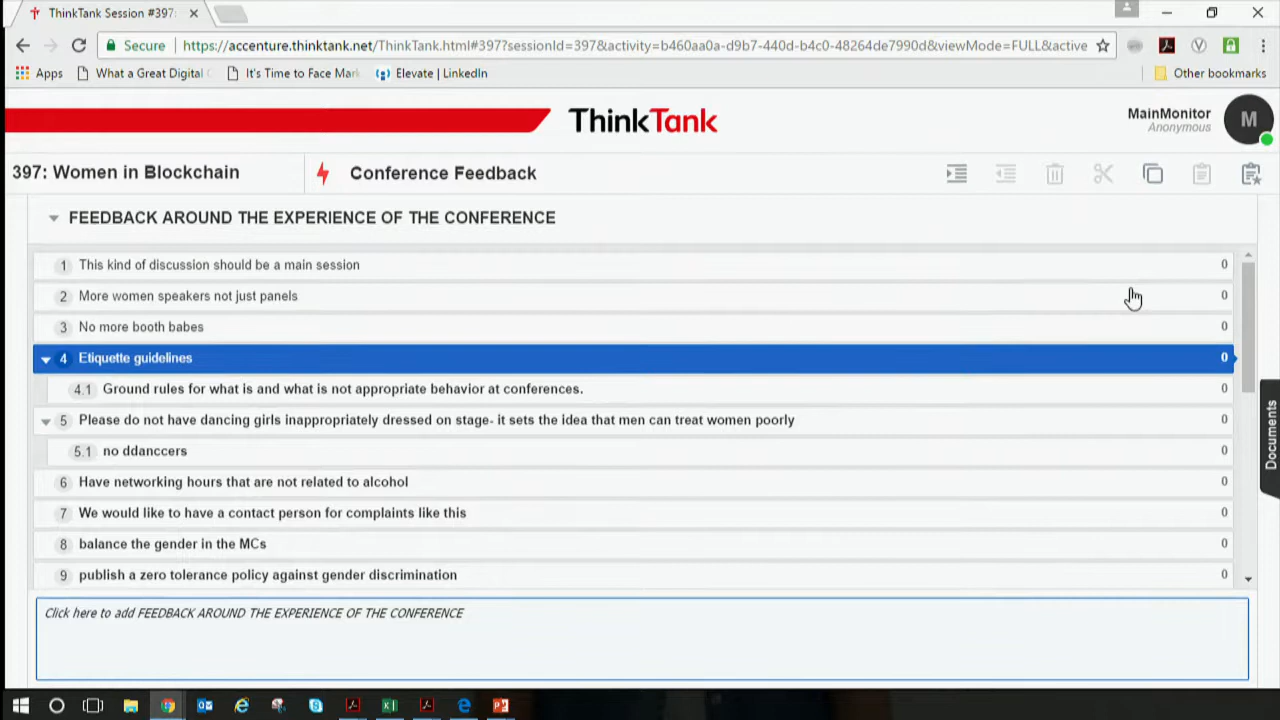 ThinkTank Session #397:
Secure
https://accenture.thinktank.net/ThinkTank.html#397?sessionId=397&activity=b460aa0a-d9b7-440d-b4c0-48264de7990d&viewMode=FULL&active
Apps
What a Great Digital
It's Time to Face Mark
Elevate | LinkedIn
Other bookmarks
ThinkTank
MainMonitor
Anonymous
M
397: Women in Blockchain
Conference Feedback
FEEDBACK AROUND THE EXPERIENCE OF THE CONFERENCE
1 This kind of discussion should be a main session 0
2 More women speakers not just panels 0
3 No more booth babes 0
4 Etiquette guidelines 0
4.1 Ground rules for what is and what is not appropriate behavior at conferences. 0
5 Please do not have dancing girls inappropriately dressed on stage- it sets the idea that men can treat women poorly 0
5.1 no ddanccers 0
6 Have networking hours that are not related to alcohol 0
7 We would like to have a contact person for complaints like this 0
8 balance the gender in the MCs 0
9 publish a zero tolerance policy against gender discrimination 0
Documents
Click here to add FEEDBACK AROUND THE EXPERIENCE OF THE CONFERENCE